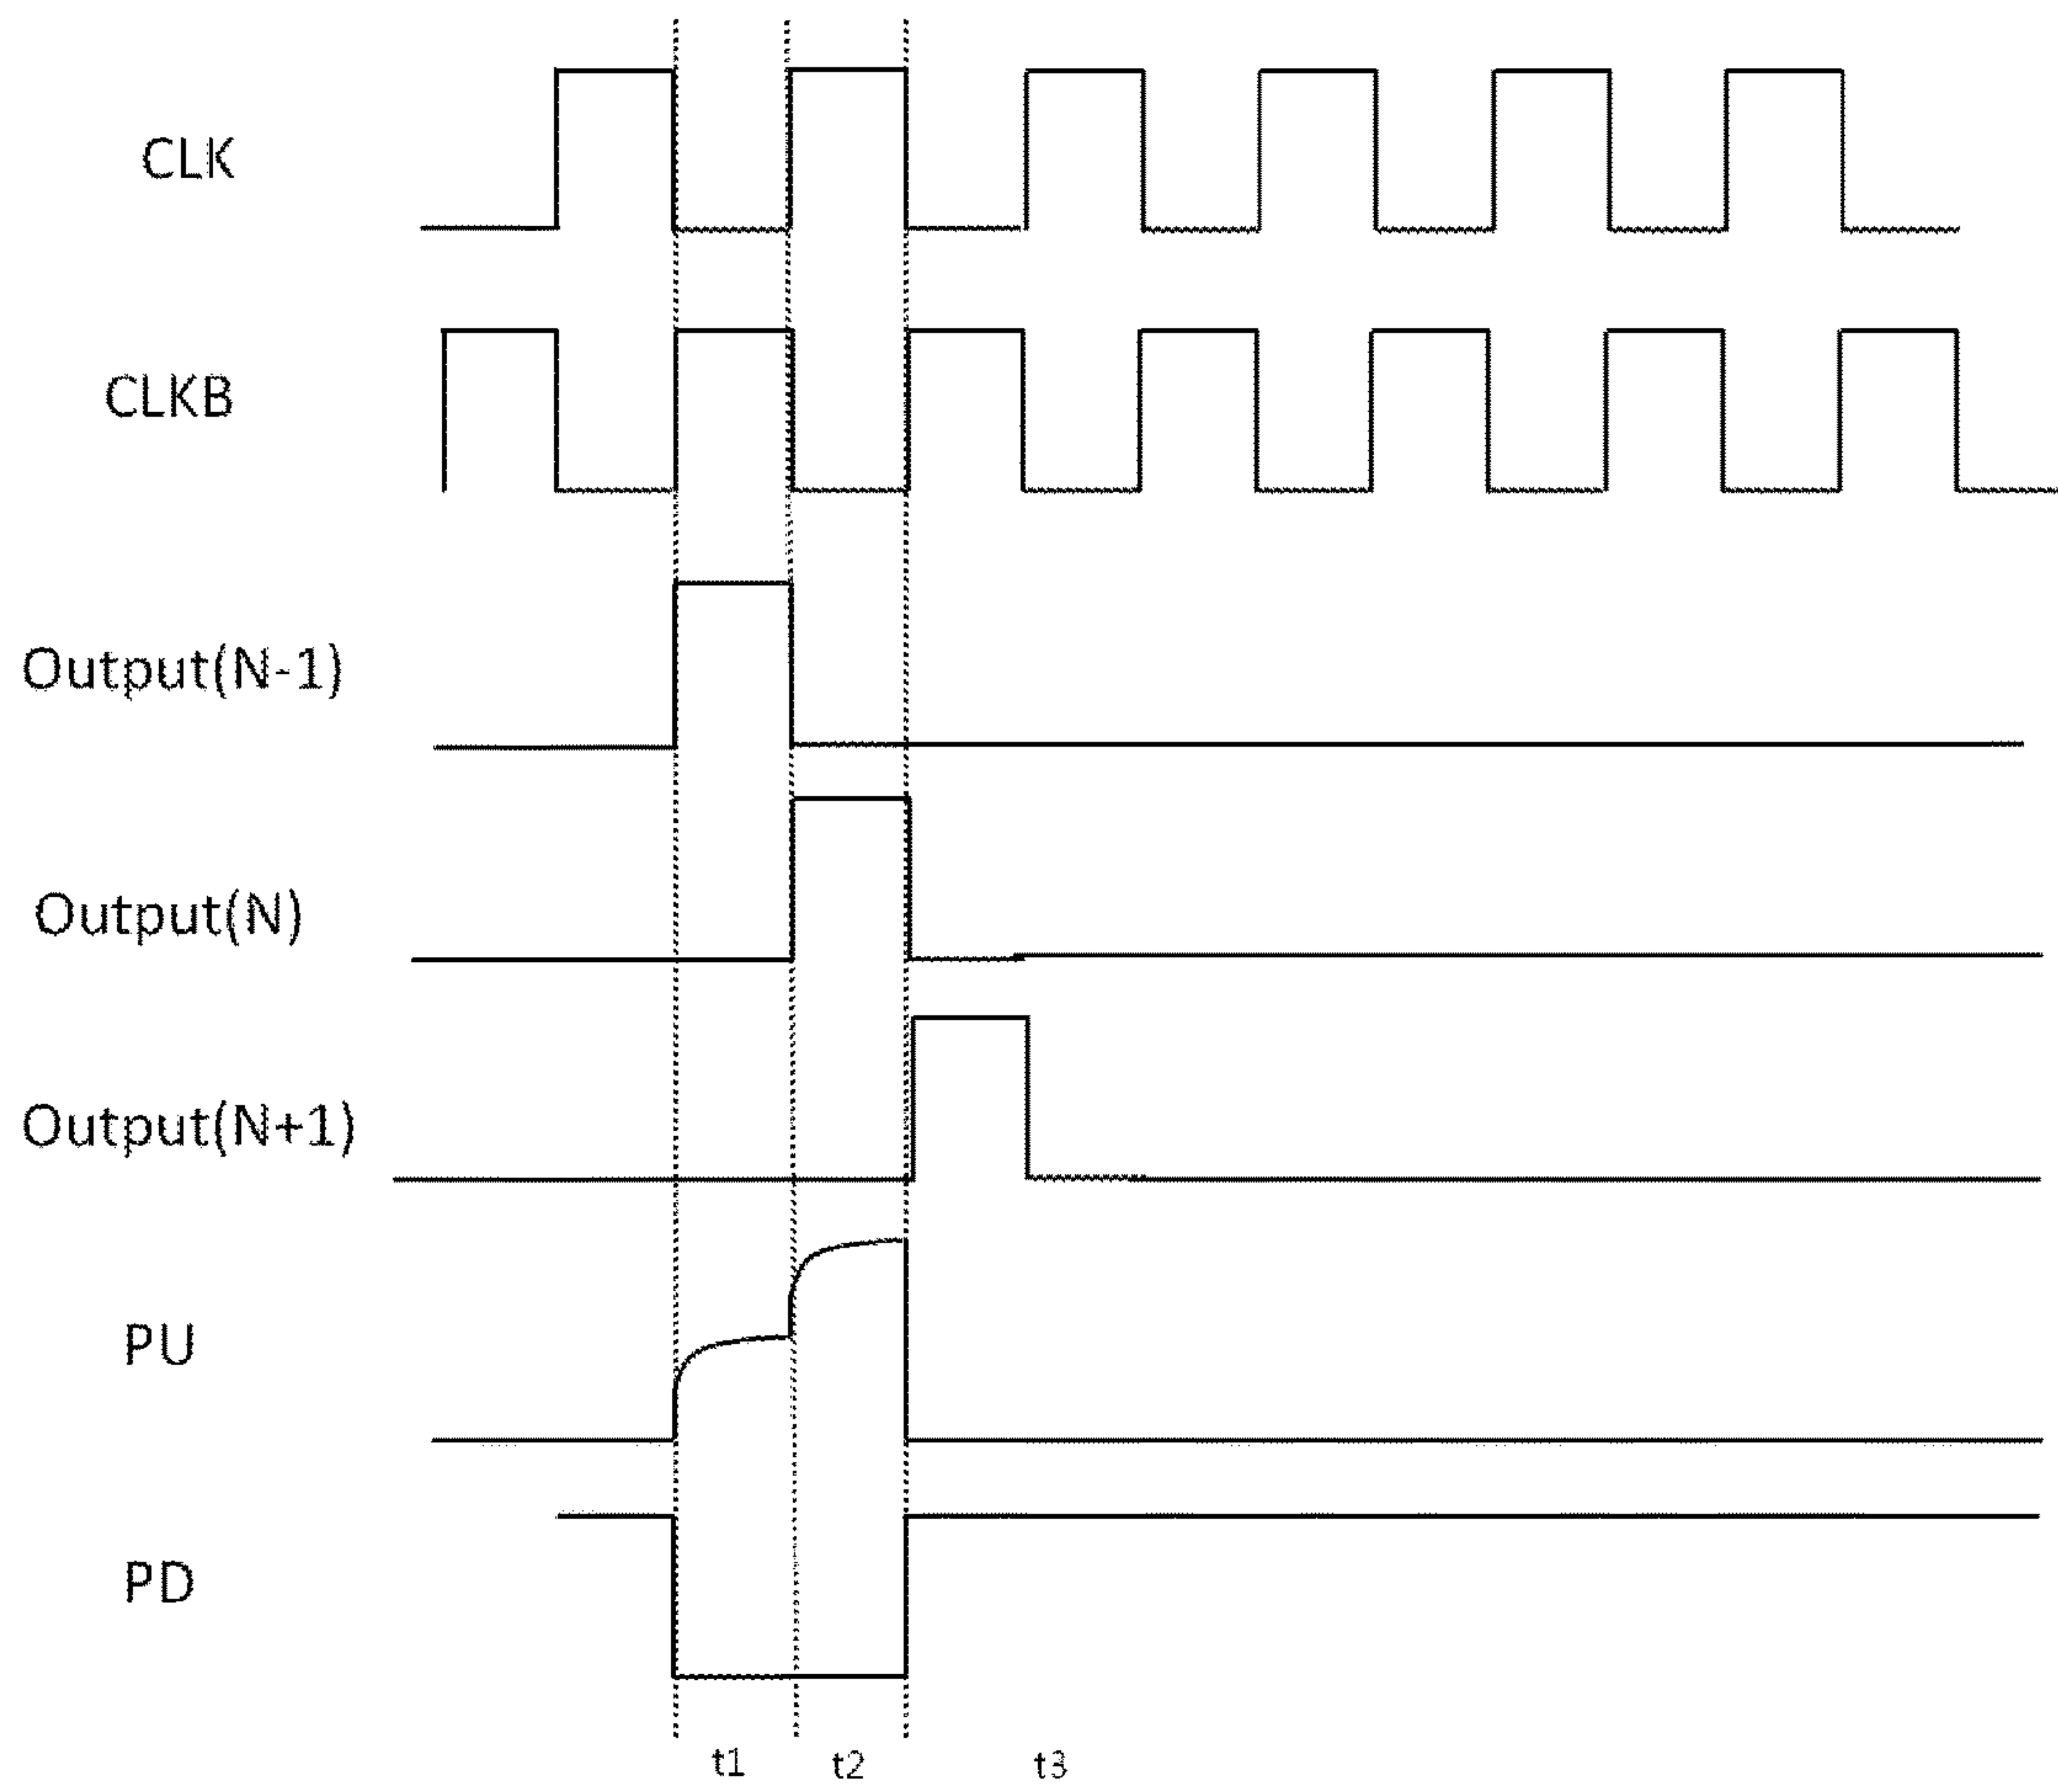 CLK
CLKB
Output(N-1)
Output(N)
Output(N+1)
PU
PD
t1 t2 t3